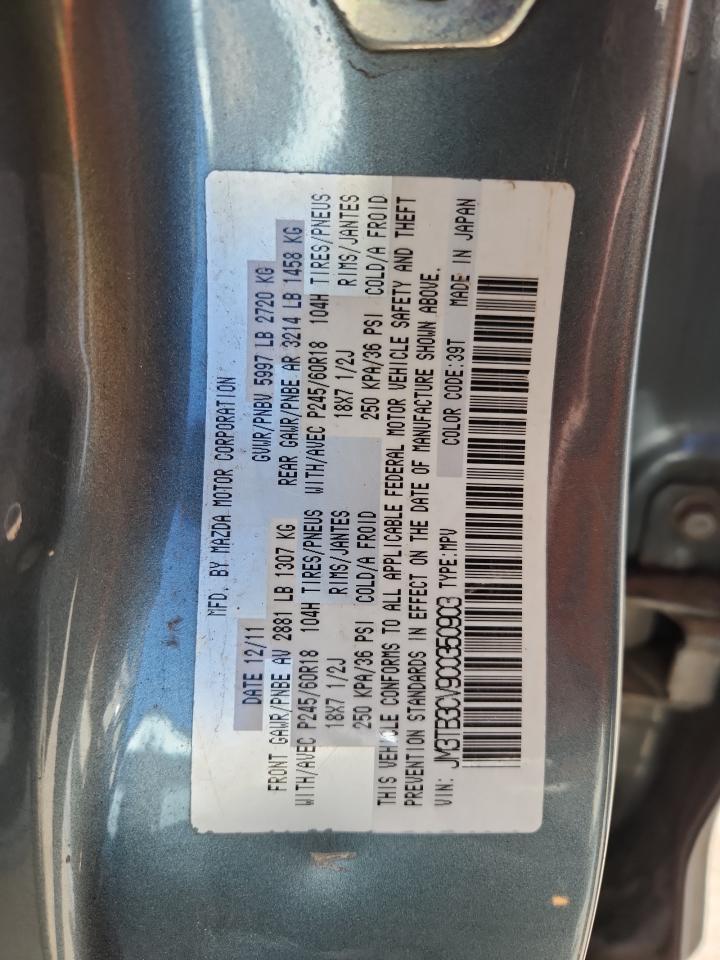 MFD. BY MAZDA MOTOR CORPORATION
DATE 12/11 GVWR/PNBV 5997 LB 2720 KG
FRONT GAWR/PNBE AV 2881 LB 1307 KG REAR GAWR/PNBE AR 3214 LB 1458 KG
WITH/AVEC P245/60R18 104H TIRES/PNEUS WITH/AVEC P245/60R18 104H TIRES/PNEUS
18X7 1/2J RIMS/JANTES 18X7 1/2J RIMS/JANTES
250 KPA/36 PSI COLD/A FROID 250 KPA/36 PSI COLD/A FROID
THIS VEHICLE CONFORMS TO ALL APPLICABLE FEDERAL MOTOR VEHICLE SAFETY AND THEFT
PREVENTION STANDARDS IN EFFECT ON THE DATE OF MANUFACTURE SHOWN ABOVE.
VIN: JM3TB3CV9C0350903 TYPE:MPV COLOR CODE:39T MADE IN JAPAN